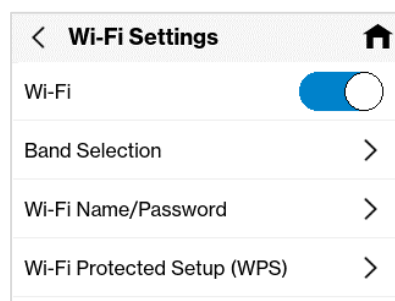 Wi-Fi Settings
Wi-Fi
Band Selection
Wi-Fi Name/Password
Wi-Fi Protected Setup (WPS)